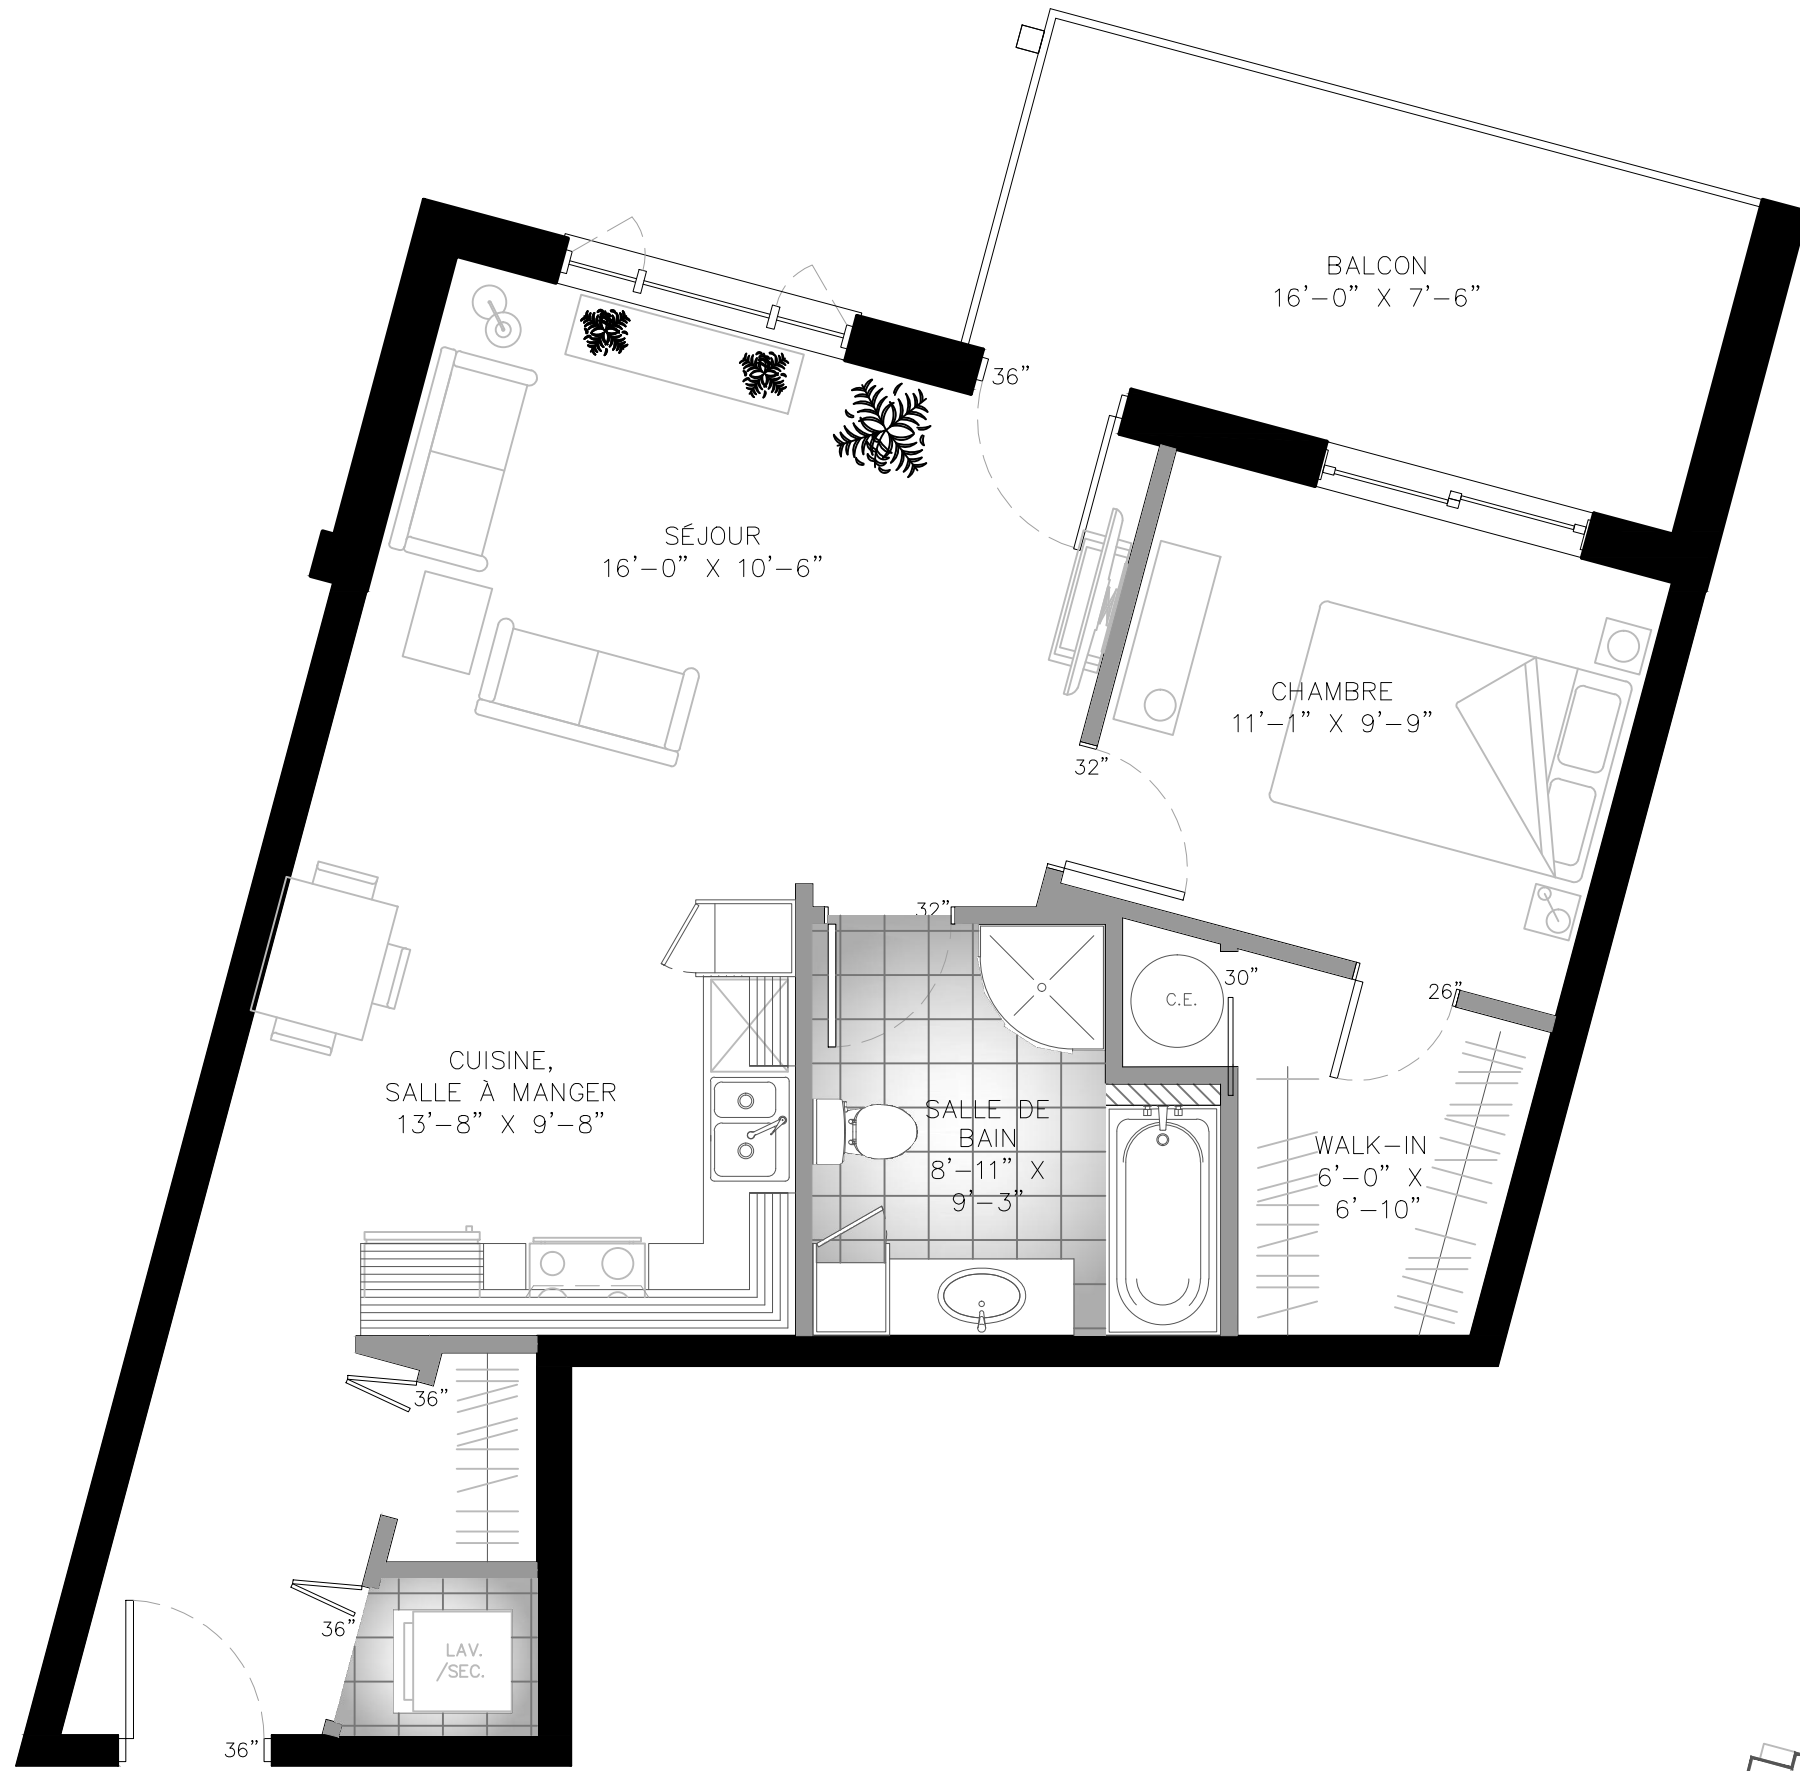 BALCON
16'-0" X 7'-6"
36"
SÉJOUR
16'-0" X 10'-6"
CHAMBRE
11'-1" X 9'-9"
32"
32"
30"
26"
C.E.
CUISINE,
SALLE À MANGER
13'-8" X 9'-8"
SALLE DE
BAIN
8'-11" X
9'-3"
WALK-IN
6'-0" X
6'-10"
36"
36"
LAV.
/SEC.
36"